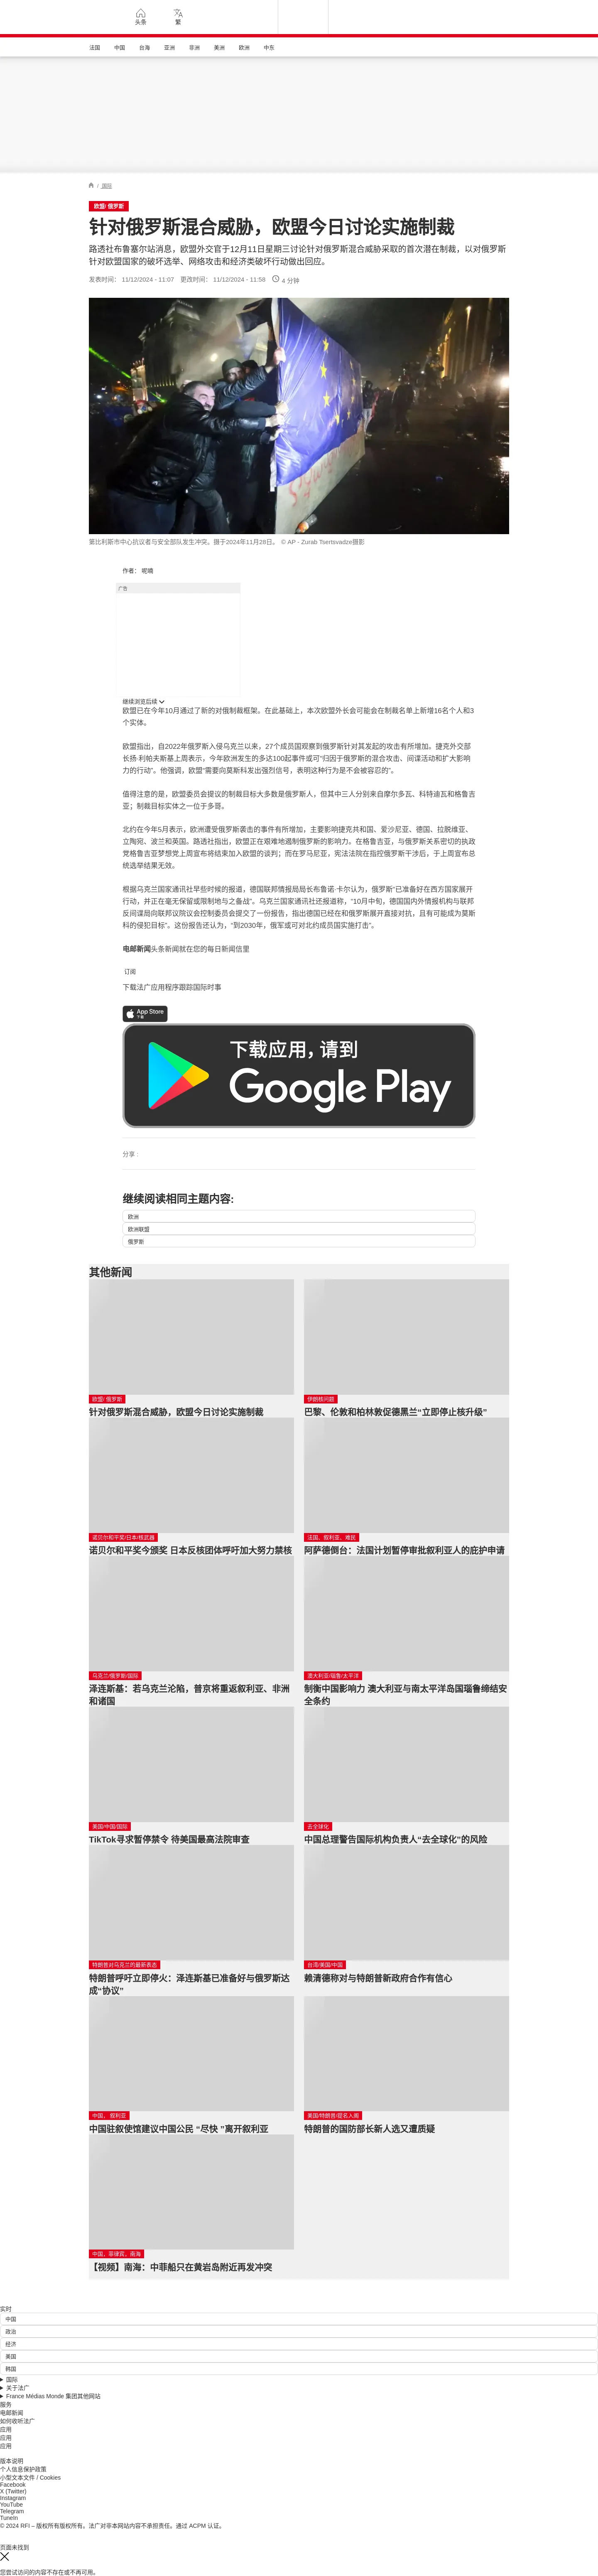 头条
繁
法国
中国
台海
亚洲
非洲
美洲
欧洲
中东
/ 国际
欧盟/ 俄罗斯
针对俄罗斯混合威胁，欧盟今日讨论实施制裁
路透社布鲁塞尔站消息，欧盟外交官于12月11日星期三讨论针对俄罗斯混合威胁采取的首次潜在制裁，以对俄罗斯
针对欧盟国家的破坏选举、网络攻击和经济类破坏行动做出回应。
发表时间： 11/12/2024 - 11:07 更改时间： 11/12/2024 - 11:58 4 分钟
第比利斯市中心抗议者与安全部队发生冲突。摄于2024年11月28日。 © AP - Zurab Tsertsvadze摄影
作者： 呢喃
广告
继续浏览后续
欧盟已在今年10月通过了新的对俄制裁框架。在此基础上，本次欧盟外长会可能会在制裁名单上新增16名个人和3
个实体。
欧盟指出，自2022年俄罗斯入侵乌克兰以来，27个成员国观察到俄罗斯针对其发起的攻击有所增加。捷克外交部
长扬·利帕夫斯基上周表示，今年欧洲发生的多达100起事件或可“归因于俄罗斯的混合攻击、间谍活动和扩大影响
力的行动”。他强调，欧盟“需要向莫斯科发出强烈信号，表明这种行为是不会被容忍的”。
值得注意的是，欧盟委员会提议的制裁目标大多数是俄罗斯人，但其中三人分别来自摩尔多瓦、科特迪瓦和格鲁吉
亚；制裁目标实体之一位于多哥。
北约在今年5月表示，欧洲遭受俄罗斯袭击的事件有所增加，主要影响捷克共和国、爱沙尼亚、德国、拉脱维亚、
立陶宛、波兰和英国。路透社指出，欧盟正在艰难地遏制俄罗斯的影响力。在格鲁吉亚，与俄罗斯关系密切的执政
党格鲁吉亚梦想党上周宣布将结束加入欧盟的谈判；而在罗马尼亚，宪法法院在指控俄罗斯干涉后，于上周宣布总
统选举结果无效。
根据乌克兰国家通讯社早些时候的报道，德国联邦情报局局长布鲁诺·卡尔认为，俄罗斯“已准备好在西方国家展开
行动，并正在毫无保留或限制地与之备战”。乌克兰国家通讯社还报道称，“10月中旬，德国国内外情报机构与联邦
反间谍局向联邦议院议会控制委员会提交了一份报告，指出德国已经在和俄罗斯展开直接对抗，且有可能成为莫斯
科的侵犯目标”。这份报告还认为，“到2030年，俄军或可对北约成员国实施打击”。
电邮新闻头条新闻就在您的每日新闻信里
订阅
下载法广应用程序跟踪国际时事
App Store
下载
下载应用，请到
Google Play
分享 :
继续阅读相同主题内容:
欧洲
欧洲联盟
俄罗斯
其他新闻
欧盟/ 俄罗斯
针对俄罗斯混合威胁，欧盟今日讨论实施制裁
伊朗核问题
巴黎、伦敦和柏林敦促德黑兰“立即停止核升级”
诺贝尔和平奖/日本/核武器
诺贝尔和平奖今颁奖 日本反核团体呼吁加大努力禁核
法国、叙利亚、难民
阿萨德倒台：法国计划暂停审批叙利亚人的庇护申请
乌克兰/俄罗斯/国际
泽连斯基：若乌克兰沦陷，普京将重返叙利亚、非洲
和诸国
澳大利亚/瑙鲁/太平洋
制衡中国影响力 澳大利亚与南太平洋岛国瑙鲁缔结安
全条约
美国/中国/国际
TikTok寻求暂停禁令 待美国最高法院审查
去全球化
中国总理警告国际机构负责人“去全球化”的风险
特朗普对乌克兰的最新表态
特朗普呼吁立即停火：泽连斯基已准备好与俄罗斯达
成“协议”
台湾/美国/中国
赖清德称对与特朗普新政府合作有信心
中国、 叙利亚
中国驻叙使馆建议中国公民 “尽快 ”离开叙利亚
美国/特朗普/提名入阁
特朗普的国防部长新人选又遭质疑
中国，菲律宾，南海
【视频】南海：中菲船只在黄岩岛附近再发冲突
实时
中国
政治
经济
美国
韩国
国际
关于法广
France Médias Monde 集团其他网站
服务
电邮新闻
如何收听法广
应用
应用
应用
版本说明
个人信息保护政策
小型文本文件 / Cookies
Facebook
X (Twitter)
Instagram
YouTube
Telegram
TuneIn
© 2024 RFI – 版权所有版权所有。法广对非本网站内容不承担责任。通过 ACPM 认证。
页面未找到
您尝试访问的内容不存在或不再可用。